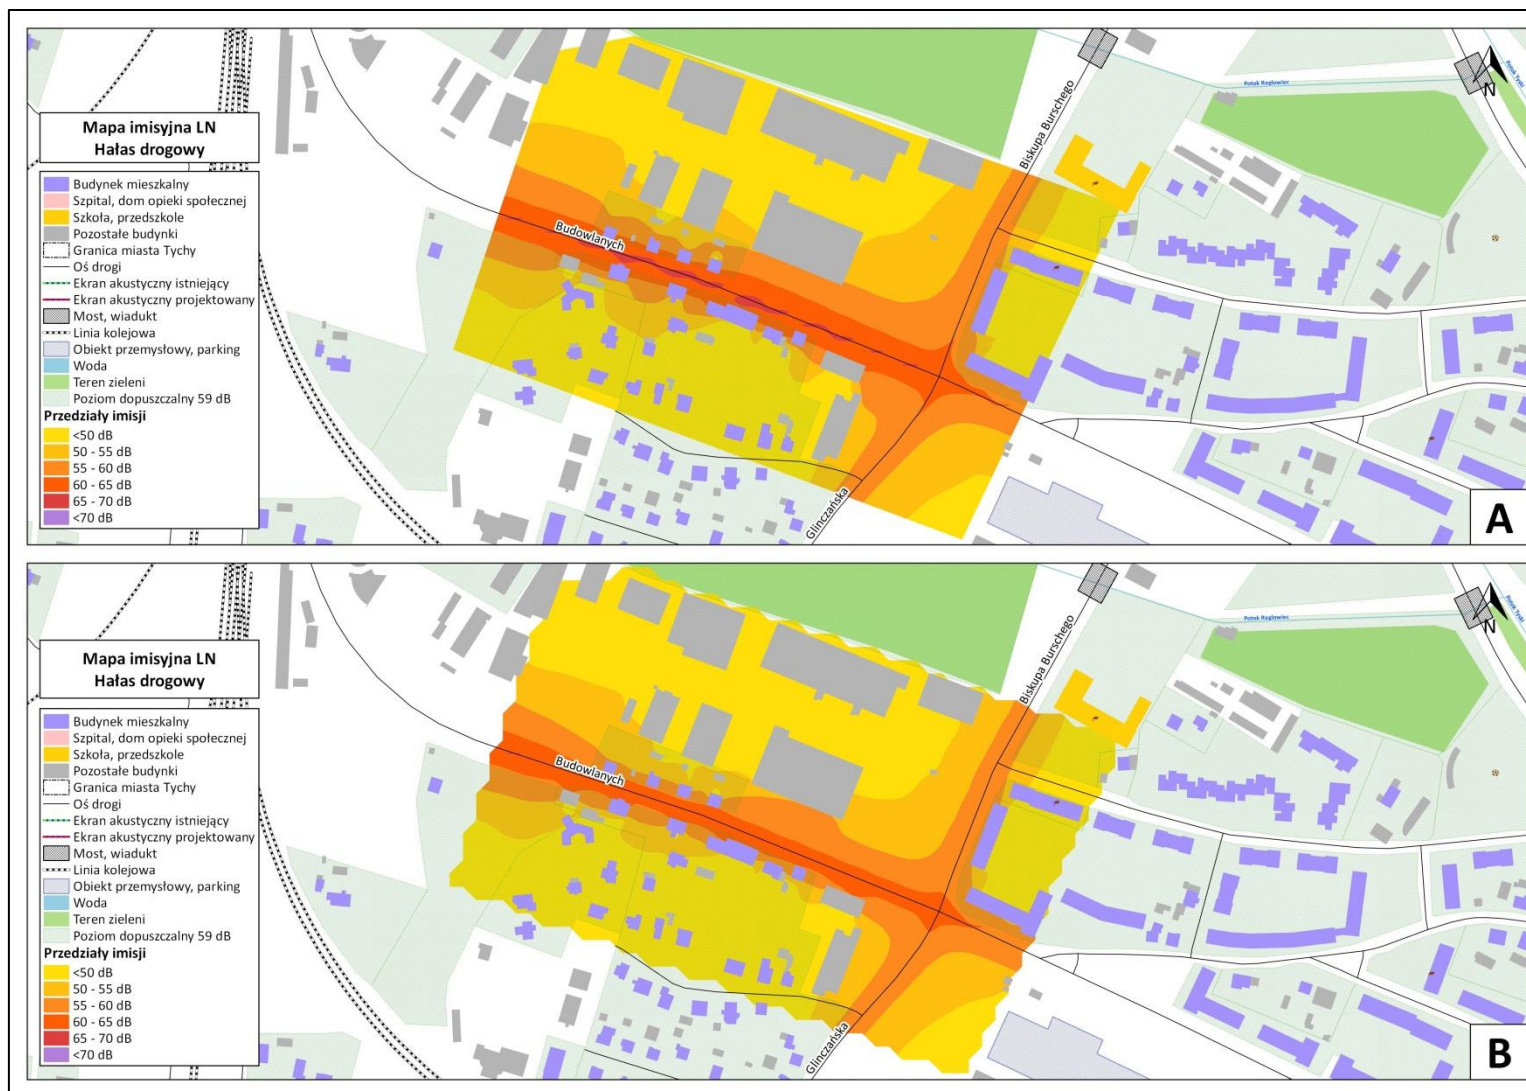 Mapa imisyjna LN
Hałas drogowy
Budynek mieszkalny
Szpital, dom opieki społecznej
Szkoła, przedszkole
Pozostałe budynki
Granica miasta Tychy
Oś drogi
Ekran akustyczny istniejący
Ekran akustyczny projektowany
Most, wiadukt
Linia kolejowa
Obiekt przemysłowy, parking
Woda
Teren zieleni
Poziom dopuszczalny 59 dB
Przedziały imisji
<50 dB
50 - 55 dB
55 - 60 dB
60 - 65 dB
65 - 70 dB
<70 dB
Budowlanych
Biskupa Burschego
Glinczańska
Potok Tyski
N
A
Mapa imisyjna LN
Hałas drogowy
Budynek mieszkalny
Szpital, dom opieki społecznej
Szkoła, przedszkole
Pozostałe budynki
Granica miasta Tychy
Oś drogi
Ekran akustyczny istniejący
Ekran akustyczny projektowany
Most, wiadukt
Linia kolejowa
Obiekt przemysłowy, parking
Woda
Teren zieleni
Poziom dopuszczalny 59 dB
Przedziały imisji
<50 dB
50 - 55 dB
55 - 60 dB
60 - 65 dB
65 - 70 dB
<70 dB
Budowlanych
Biskupa Burschego
Glinczańska
Potok Tyski
N
B